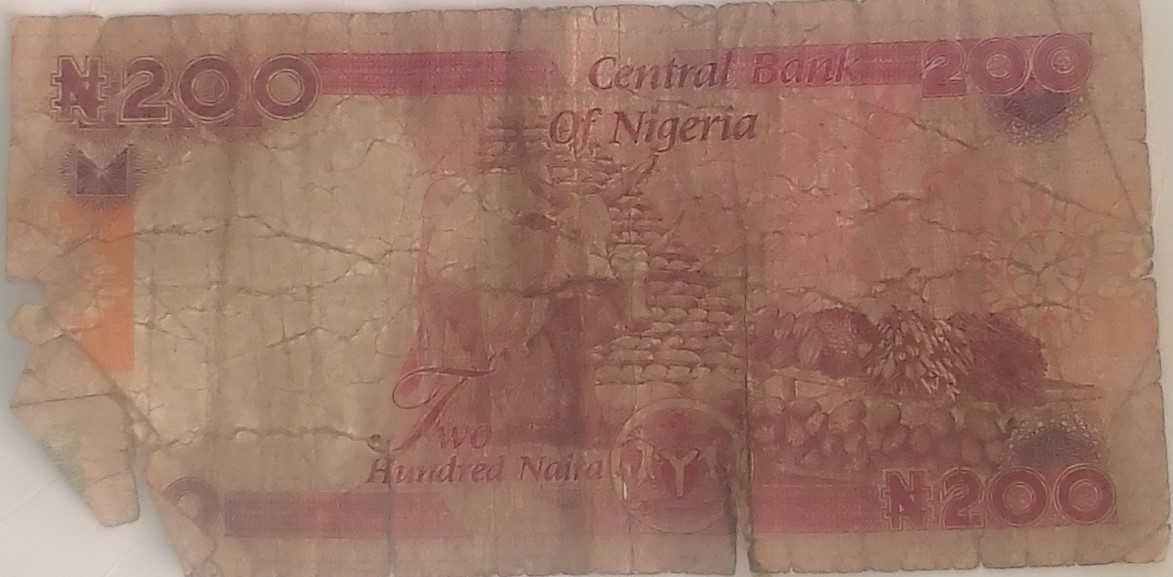 ₦200
Central Bank
Of Nigeria
200
Two
Hundred Naira
₦200